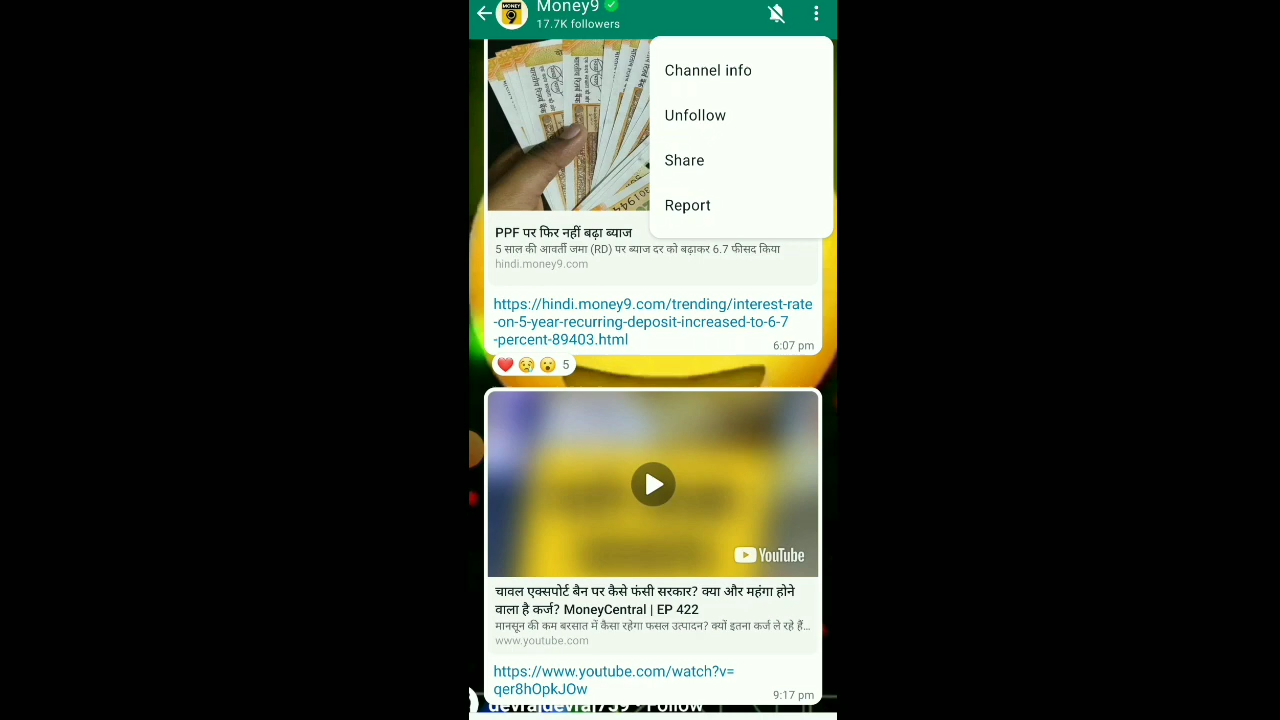 Money9
17.7K followers
MONEY
9
Channel info
Unfollow
Share
Report
PPF पर फिर नहीं बढ़ा ब्याज
5 साल की आवर्ती जमा (RD) पर ब्याज दर को बढ़ाकर 6.7 फीसद किया
hindi.money9.com
https://hindi.money9.com/trending/interest-rate
-on-5-year-recurring-deposit-increased-to-6-7
-percent-89403.html
6:07 pm
5
YouTube
चावल एक्सपोर्ट बैन पर कैसे फंसी सरकार? क्या और महंगा होने
वाला है कर्ज? MoneyCentral | EP 422
मानसून की कम बरसात में कैसा रहेगा फसल उत्पादन? क्यों इतना कर्ज ले रहे हैं...
www.youtube.com
https://www.youtube.com/watch?v=
qer8hOpkJOw
9:17 pm